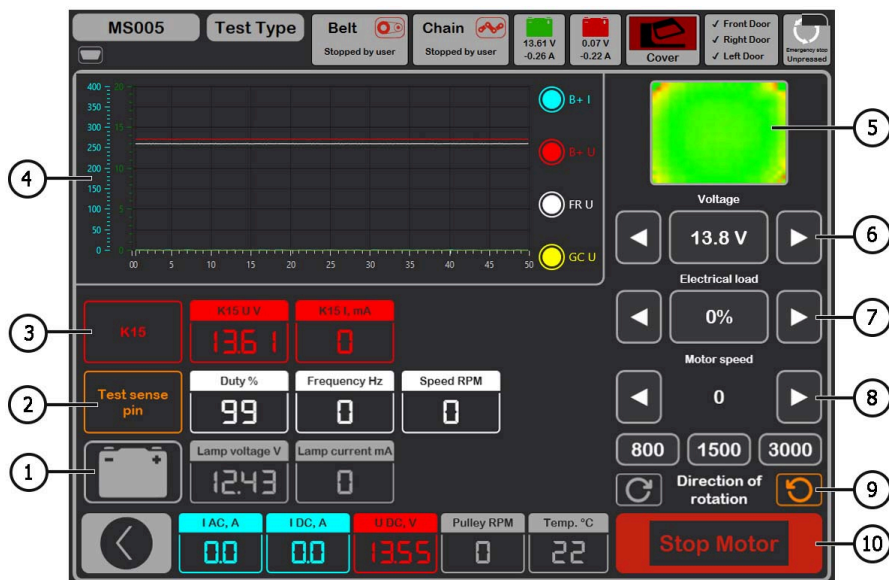 MS005
Test Type
Belt
Stopped by user
Chain
Stopped by user
13.61 V
-0.26 A
0.07 V
-0.22 A
Cover
✓ Front Door
✓ Right Door
✓ Left Door
Emergency stop
Unpressed
400
350
300
250
200
150
100
50
0
20
15
10
5
0
00 5 10 15 20 25 30 35 40 45 50
B+ I
B+ U
FR U
GC U
4
5
Voltage
13.8 V
6
Electrical load
0%
7
Motor speed
0
8
800 1500 3000
Direction of
rotation
9
Stop Motor
10
3
K15
K15 U V
13.61
K15 I, mA
0
2
Test sense
pin
Duty %
99
Frequency Hz
0
Speed RPM
0
1
Lamp voltage V
12.43
Lamp current mA
0
I AC, A
0.0
I DC, A
0.0
U DC, V
13.55
Pulley RPM
0
Temp. °C
22